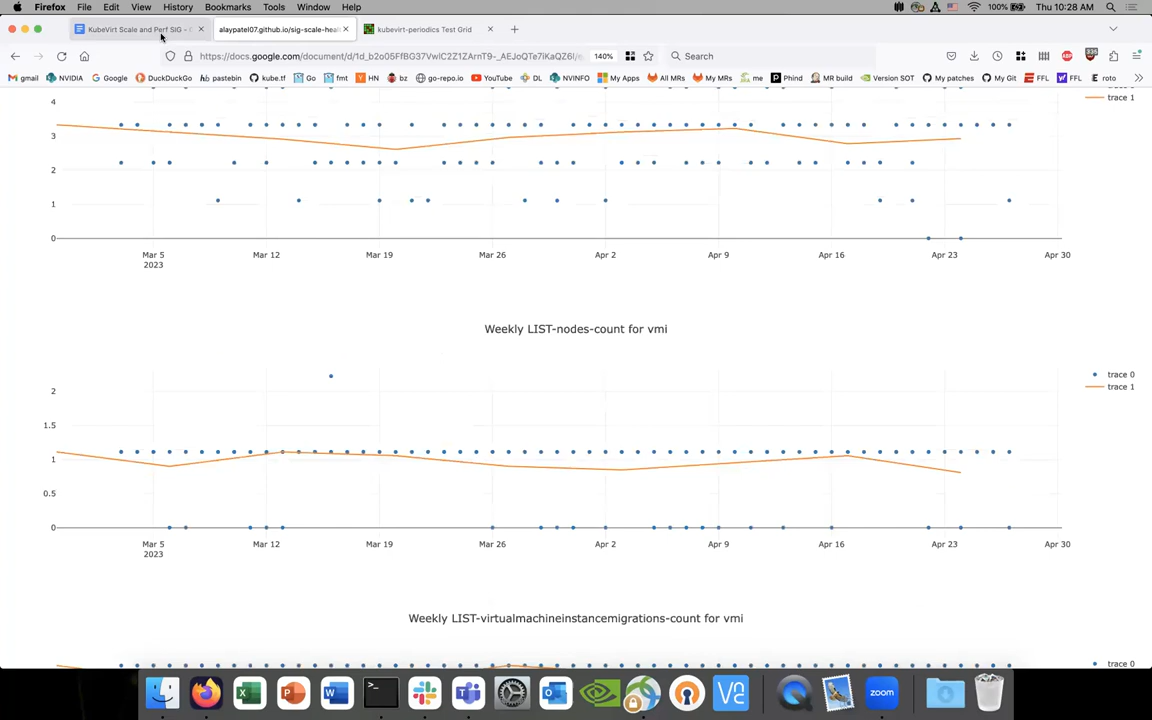 Firefox File Edit View History Bookmarks Tools Window Help 100% Thu 10:28 AM
KubeVirt Scale and Perf SIG - alaypatel07.github.io/sig-scale-hea kubevirt-periodics Test Grid
https://docs.google.com/document/d/ 140% Search
gmail NVIDIA Google DuckDuckGo pastebin kube.tf Go fmt HN bz go-repo.io YouTube DL NVINFO My Apps All MRs My MRs me Phind MR build Version SOT My patches My Git FFL FFL roto
4
trace 1
3
2
1
0
Mar 5 Mar 12 Mar 19 Mar 26 Apr 2 Apr 9 Apr 16 Apr 23 Apr 30
2023
Weekly LIST-nodes-count for vmi
trace 0
trace 1
2
1.5
1
0.5
0
Mar 5 Mar 12 Mar 19 Mar 26 Apr 2 Apr 9 Apr 16 Apr 23 Apr 30
2023
Weekly LIST-virtualmachineinstancemigrations-count for vmi
trace 0
zoom